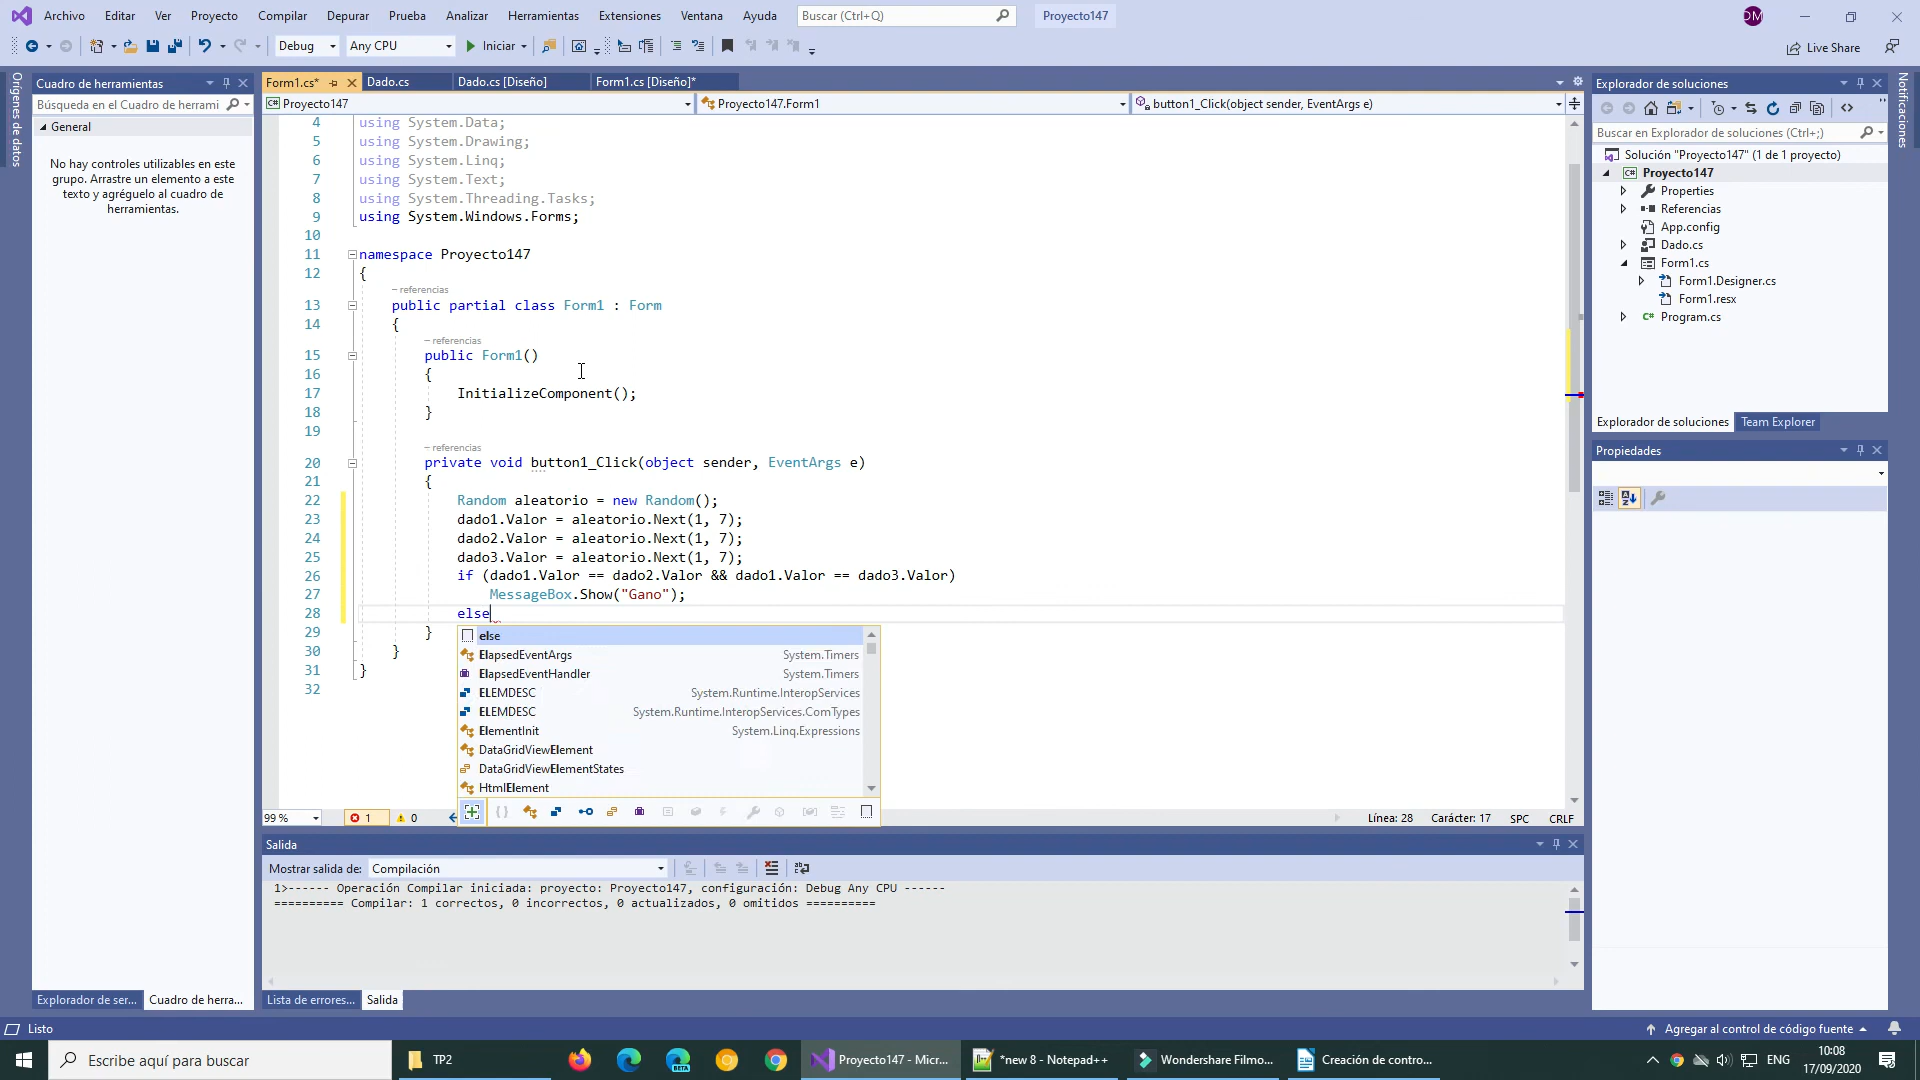 Archivo Editar Ver Proyecto Compilar Depurar Prueba Analizar Herramientas Extensiones Ventana Ayuda Buscar (Ctrl+Q) Proyecto147 DM
Debug Any CPU Iniciar Live Share
Orígenes de datos
Cuadro de herramientas
Búsqueda en el Cuadro de herrami
General
No hay controles utilizables en este
grupo. Arrastre un elemento a este
texto y agréguelo al cuadro de
herramientas.
Explorador de ser... Cuadro de herra...
Form1.cs* Dado.cs Dado.cs [Diseño] Form1.cs [Diseño]*
Proyecto147 Proyecto147.Form1 button1_Click(object sender, EventArgs e)
4 using System.Data;
5 using System.Drawing;
6 using System.Linq;
7 using System.Text;
8 using System.Threading.Tasks;
9 using System.Windows.Forms;
10
11 namespace Proyecto147
12 {
– referencias
13 public partial class Form1 : Form
14 {
– referencias
15 public Form1()
16 {
17 InitializeComponent();
18 }
19
– referencias
20 private void button1_Click(object sender, EventArgs e)
21 {
22 Random aleatorio = new Random();
23 dado1.Valor = aleatorio.Next(1, 7);
24 dado2.Valor = aleatorio.Next(1, 7);
25 dado3.Valor = aleatorio.Next(1, 7);
26 if (dado1.Valor == dado2.Valor && dado1.Valor == dado3.Valor)
27 MessageBox.Show("Gano");
28 else
29 }
30 }
31 }
32
else
ElapsedEventArgs System.Timers
ElapsedEventHandler System.Timers
ELEMDESC System.Runtime.InteropServices
ELEMDESC System.Runtime.InteropServices.ComTypes
ElementInit System.Linq.Expressions
DataGridViewElement
DataGridViewElementStates
HtmlElement
99 % 1 0 Línea: 28 Carácter: 17 SPC CRLF
Salida
Mostrar salida de: Compilación
1>------ Operación Compilar iniciada: proyecto: Proyecto147, configuración: Debug Any CPU ------
========== Compilar: 1 correctos, 0 incorrectos, 0 actualizados, 0 omitidos ==========
Lista de errores... Salida
Explorador de soluciones
Buscar en Explorador de soluciones (Ctrl+;)
Solución "Proyecto147" (1 de 1 proyecto)
Proyecto147
Properties
Referencias
App.config
Dado.cs
Form1.cs
Form1.Designer.cs
Form1.resx
Program.cs
Explorador de soluciones Team Explorer
Propiedades
Notificaciones
Listo Agregar al control de código fuente
Escribe aquí para buscar TP2 BETA Proyecto147 - Micr... *new 8 - Notepad++ Wondershare Filmo... Creación de contro... ENG 10:08
17/09/2020